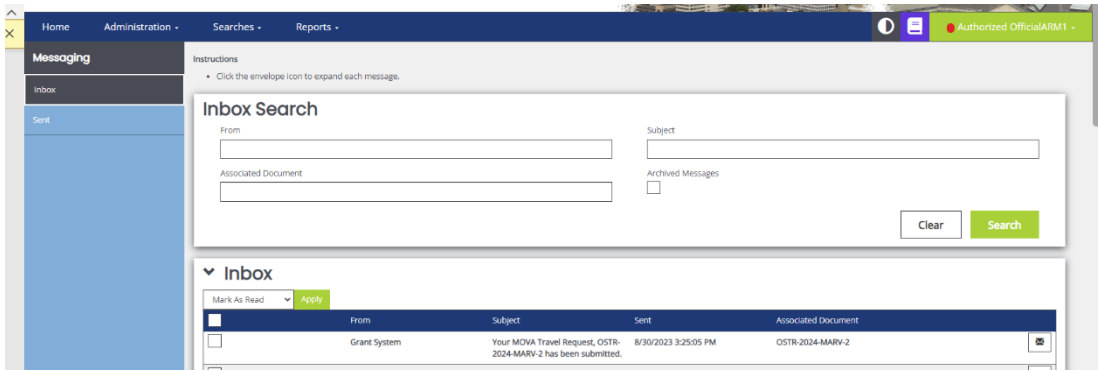 Home Administration Searches Reports Authorized OfficialARM1
Messaging
Inbox
Sent
Instructions
• Click the envelope icon to expand each message.
Inbox Search
From Subject
Associated Document Archived Messages
Clear Search
Inbox
Mark As Read Apply
From Subject Sent Associated Document
Grant System Your MOVA Travel Request, OSTR- 8/30/2023 3:25:05 PM OSTR-2024-MARV-2
2024-MARV-2 has been submitted.